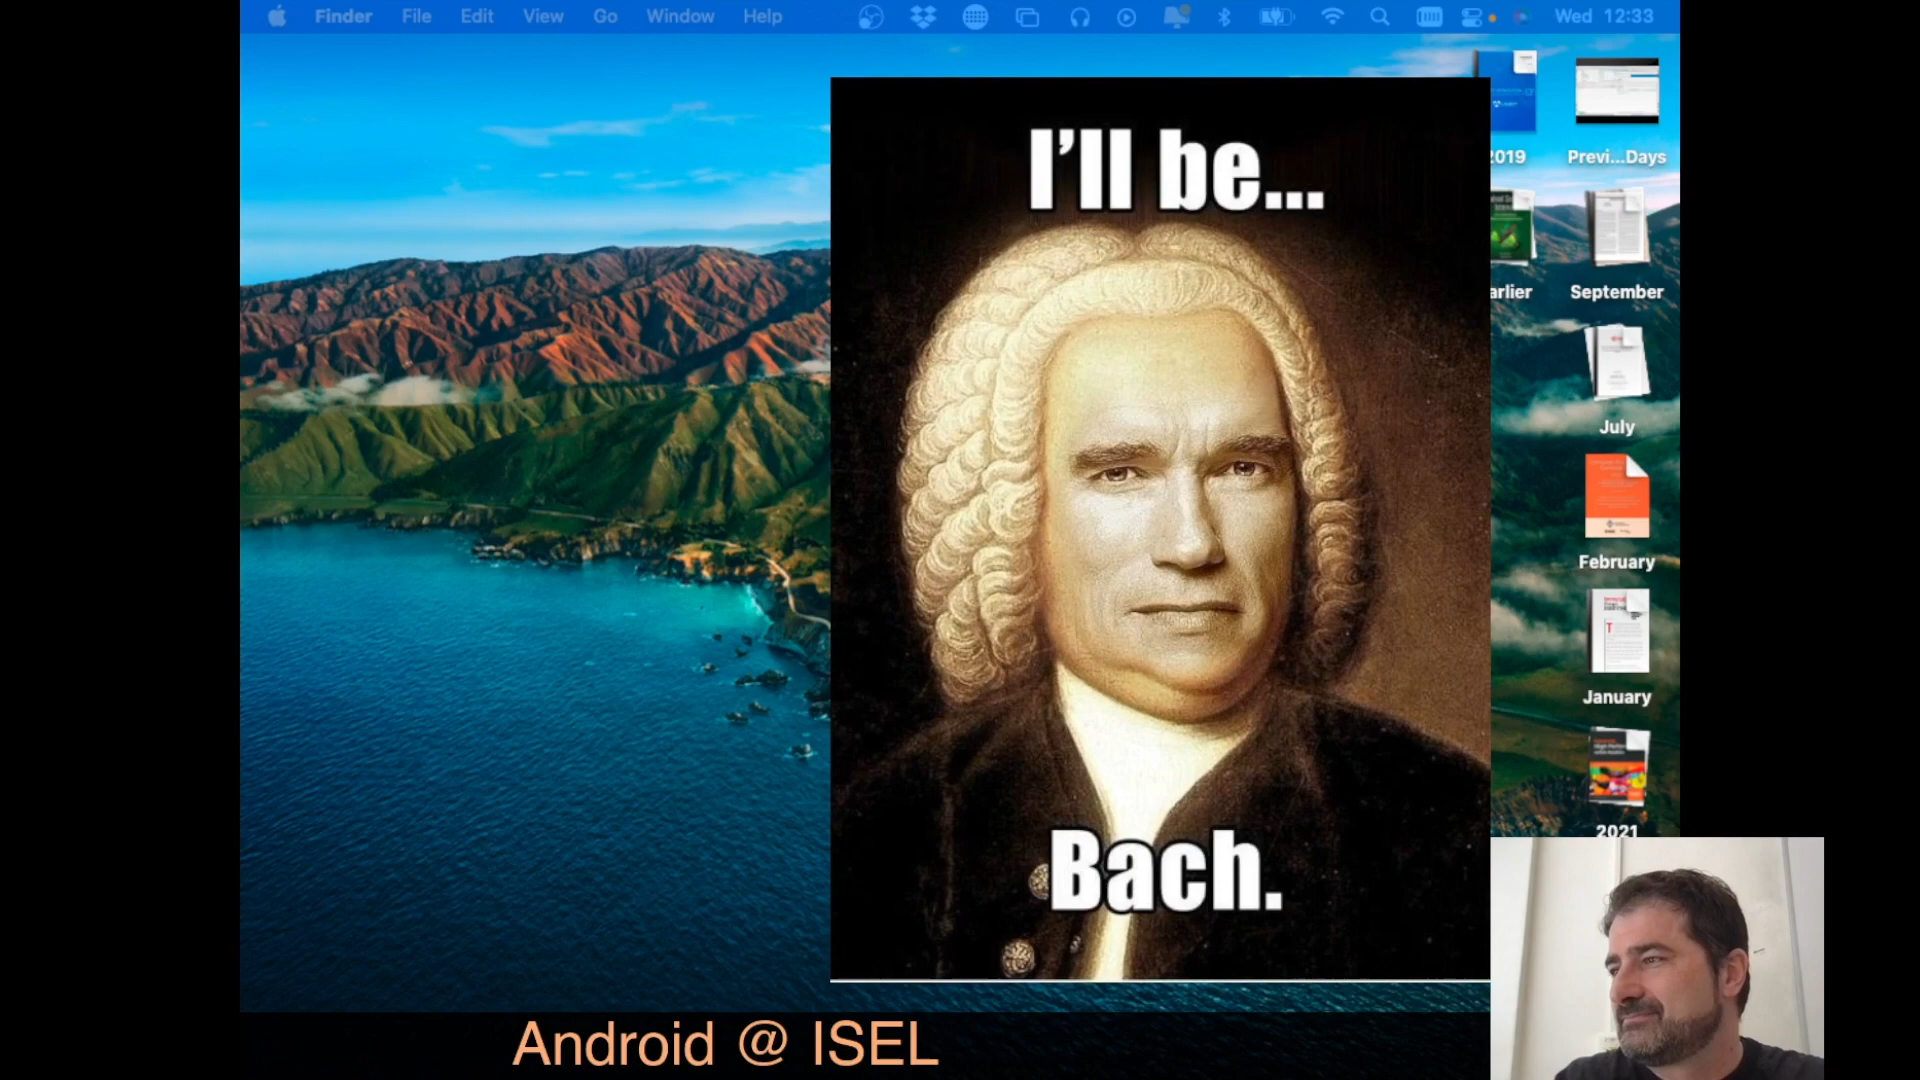 Finder File Edit View Go Window Help Wed 12:33
I'll be...
Bach.
2019
Previ...Days
arlier
September
July
February
January
2021
Android @ ISEL